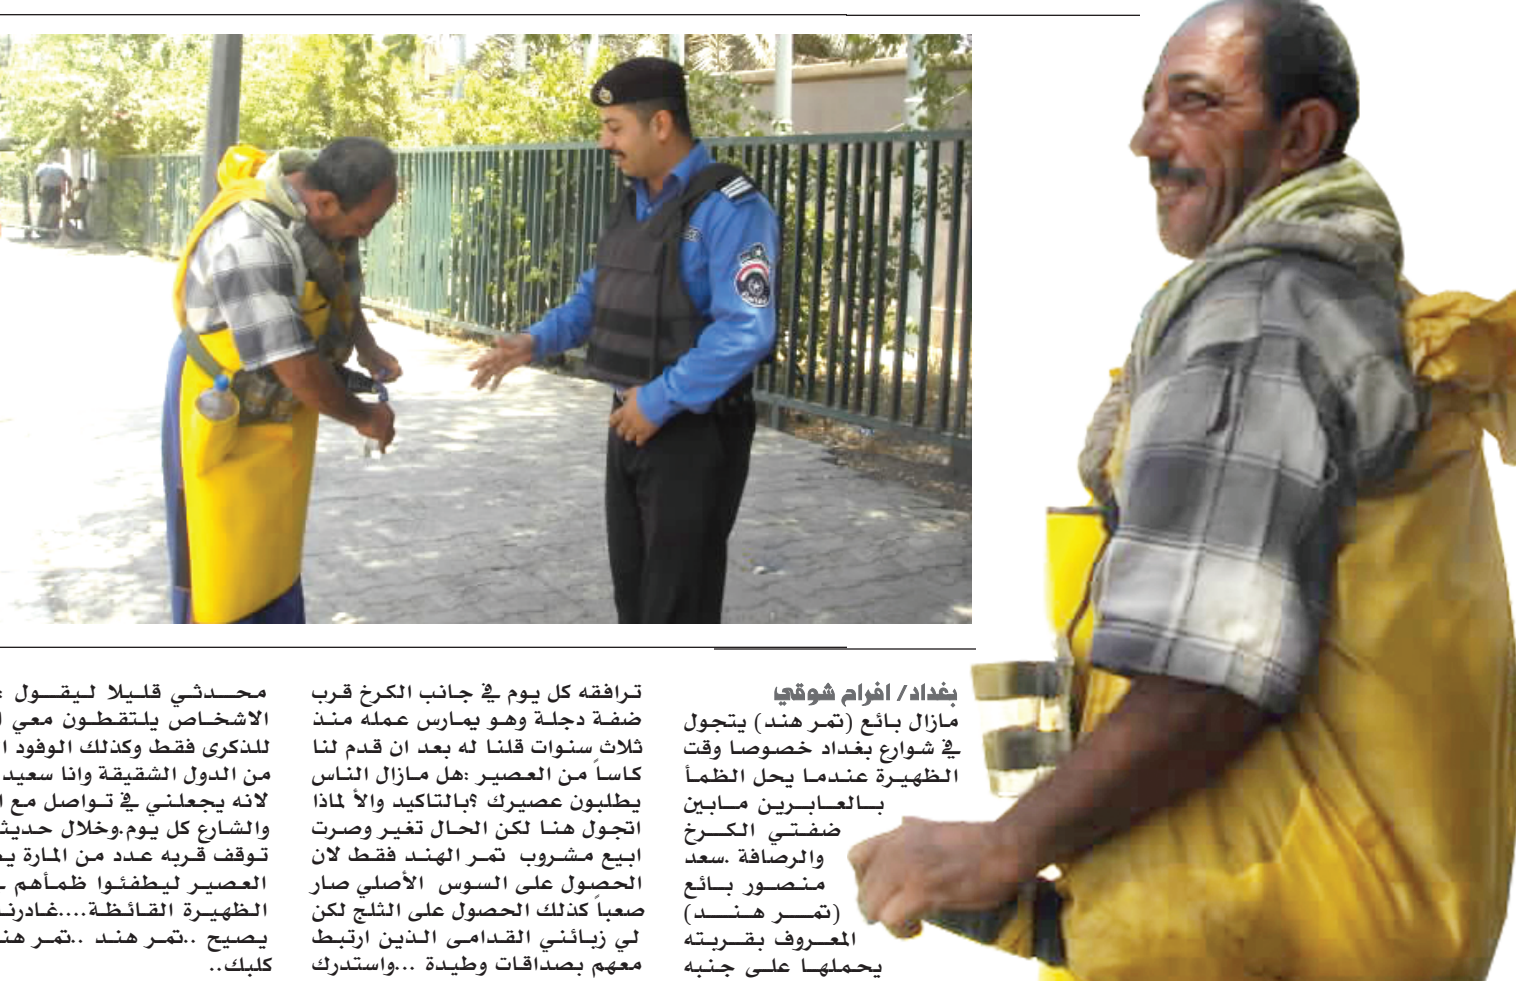 بغداد/ افراح شوقي
مازال بائع (تمر هند) يتجول
في شوارع بغداد خصوصا وقت
الظهيرة عندما يحل الظمأ
بالعابرين مابين
ضفتي الكرخ
والرصافة .سعد
منصور بائع
(تمر هند)
المعروف بقربته
يحملها على جنبه
ترافقه كل يوم في جانب الكرخ قرب
ضفة دجلة وهو يمارس عمله منذ
ثلاث سنوات قلنا له بعد ان قدم لنا
كاساً من العصير :هل مازال الناس
يطلبون عصيرك ؟بالتاكيد والأ لماذا
اتجول هنا لكن الحال تغير وصرت
ابيع مشروب تمر الهند فقط لان
الحصول على السوس الأصلي صار
صعباً كذلك الحصول على الثلج لكن
لي زبائني القدامى الذين ارتبط
معهم بصداقات وطيدة ...واستدرك
محدثي قليلا ليقول :
الاشخاص يلتقطون معي
للذكرى فقط وكذلك الوفود
من الدول الشقيقة وانا سعيد
لانه يجعلني في تواصل مع
والشارع كل يوم.وخلال
توقف قربه عدد من المارة
العصير ليطفئوا ظمأهم
الظهيرة القائظة....
يصيح ..تمر هند ..تمر
كلبك..